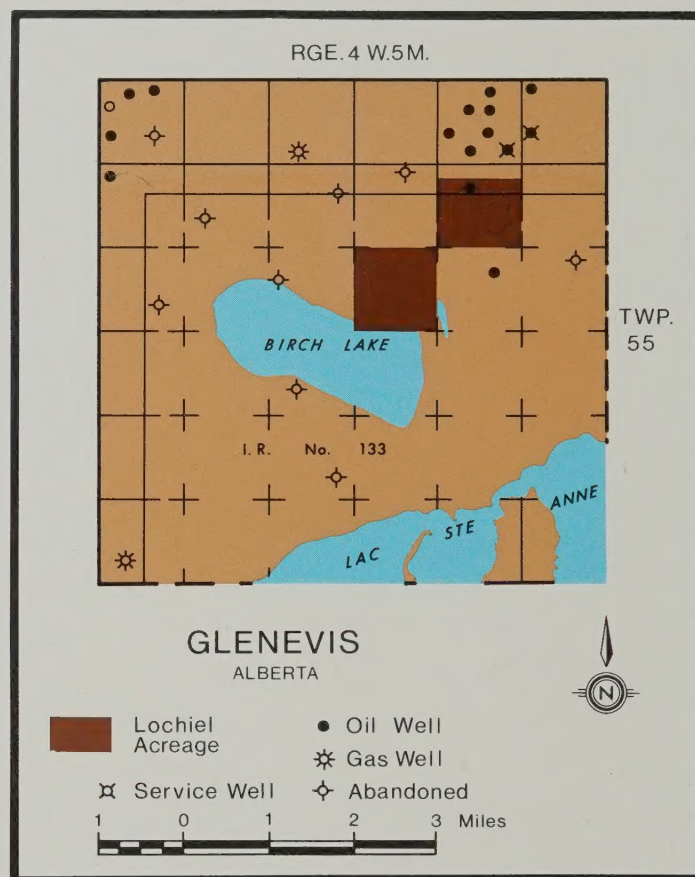 RGE. 4 W.5M.
TWP.
55
BIRCH LAKE
I.R. No. 133
LAC STE ANNE
GLENEVIS
ALBERTA
N
Lochiel
Acreage
Oil Well
Gas Well
Service Well
Abandoned
1 0 1 2 3 Miles